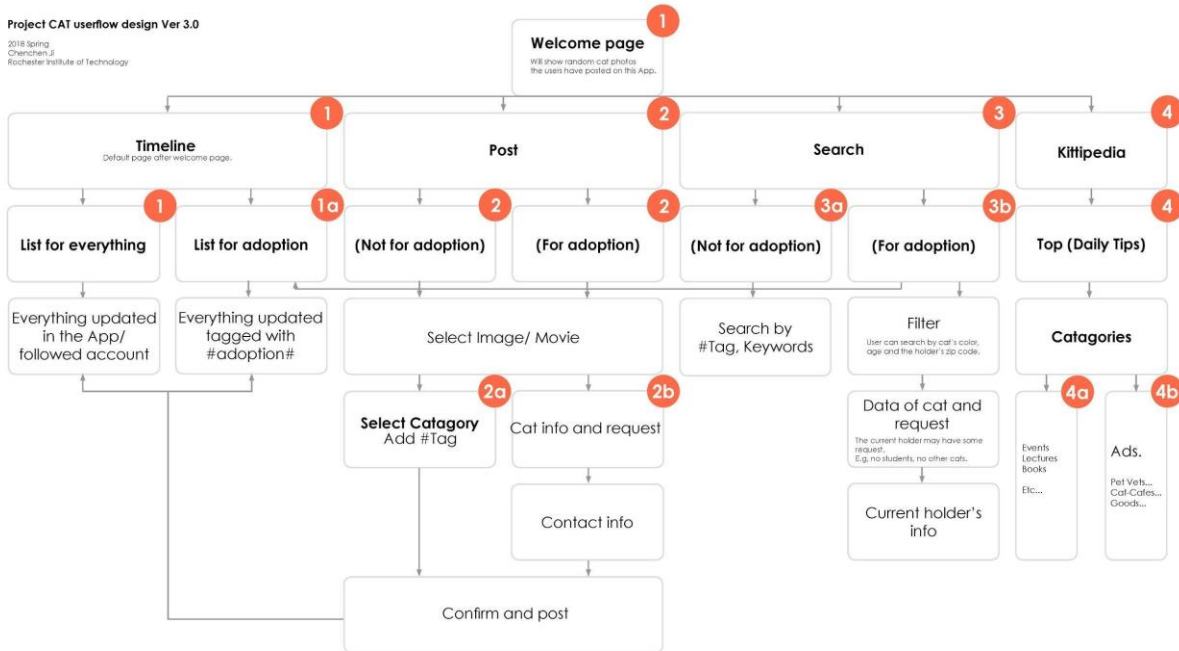 Project CAT userflow design Ver 3.0
2018 Spring
Chenchen Ji
Rochester Institute of Technology
1
Welcome page
Will show random cat photos
the users have posted on this App.
1
Timeline
Default page after welcome page.
2
Post
3
Search
4
Kittipedia
1
List for everything
1a
List for adoption
2
(Not for adoption)
2
(For adoption)
3a
(Not for adoption)
3b
(For adoption)
4
Top (Daily Tips)
Everything updated
in the App/
followed account
Everything updated
tagged with
#adoption#
Select Image/ Movie
Search by
#Tag, Keywords
Filter
User can search by cat's color,
age and the holder's zip code.
Catagories
2a
Select Catagory
Add #Tag
2b
Cat info and request
Data of cat and
request
The current holder may have some
request,
E.g, no students, no other cats.
4a
Events
Lectures
Books
Etc...
4b
Ads.
Pet Vets...
Cat-Cafes...
Goods...
Contact info
Current holder's
info
Confirm and post